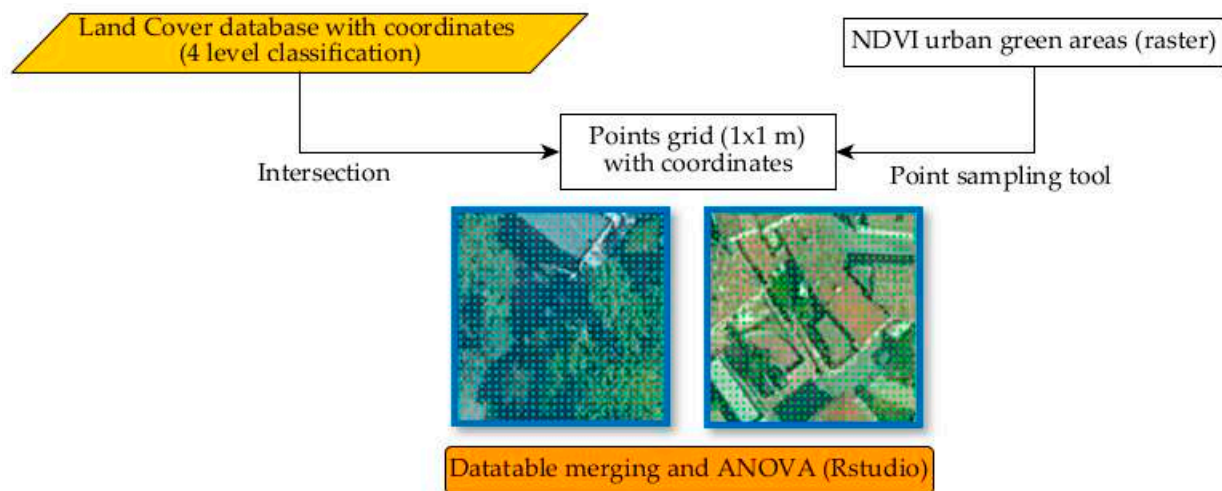 Land Cover database with coordinates
(4 level classification)
NDVI urban green areas (raster)
Points grid (1x1 m)
with coordinates
Intersection
Point sampling tool
Datatable merging and ANOVA (Rstudio)